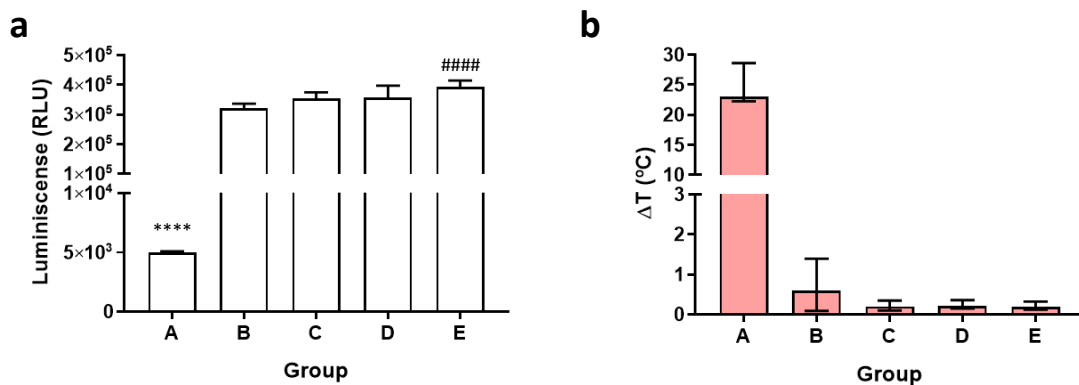 a
Luminiscense (RLU)
5×10⁵
4×10⁵
3×10⁵
2×10⁵
1×10⁵
1×10⁴
5×10³
0
****
####
A B C D E
Group
b
ΔT (ºC)
30
25
20
15
10
3
2
1
0
A B C D E
Group